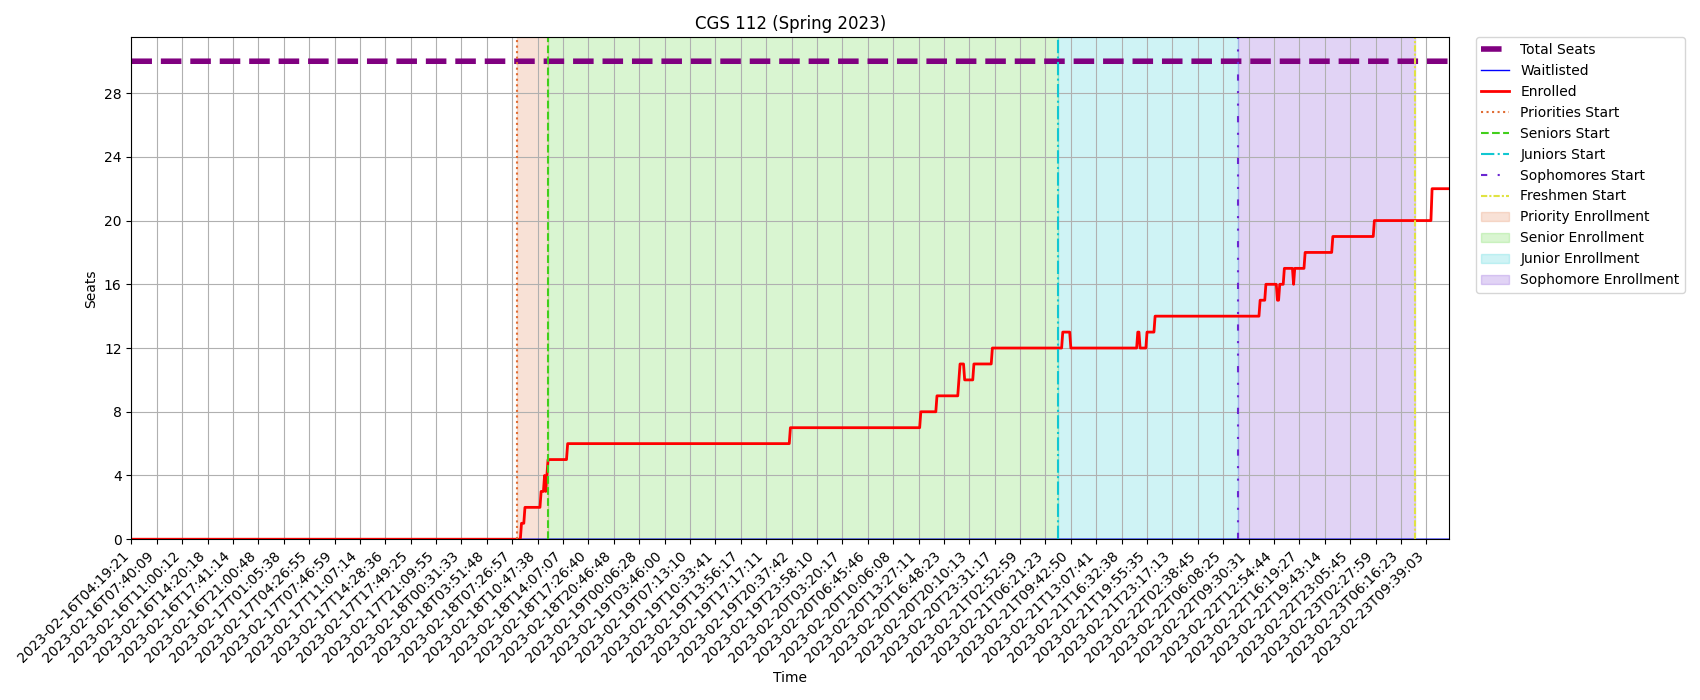 CGS 112 (Spring 2023)
Total Seats
Waitlisted
Enrolled
Priorities Start
Seniors Start
Juniors Start
Sophomores Start
Freshmen Start
Priority Enrollment
Senior Enrollment
Junior Enrollment
Sophomore Enrollment
Seats
28
24
20
16
12
8
4
0
2023-02-16T04:19:21
2023-02-16T07:40:09
2023-02-16T11:00:12
2023-02-16T14:20:18
2023-02-16T17:41:14
2023-02-16T21:00:48
2023-02-17T01:05:38
2023-02-17T04:26:55
2023-02-17T07:46:59
2023-02-17T11:07:14
2023-02-17T14:28:36
2023-02-17T17:49:25
2023-02-17T21:09:55
2023-02-18T00:31:33
2023-02-18T03:51:48
2023-02-18T07:26:57
2023-02-18T10:47:38
2023-02-18T14:07:07
2023-02-18T17:26:40
2023-02-18T20:46:48
2023-02-19T00:06:28
2023-02-19T03:46:00
2023-02-19T07:13:10
2023-02-19T10:33:41
2023-02-19T13:56:17
2023-02-19T17:17:11
2023-02-19T20:37:42
2023-02-19T23:58:10
2023-02-20T03:20:17
2023-02-20T06:45:46
2023-02-20T10:06:08
2023-02-20T13:27:11
2023-02-20T16:48:23
2023-02-20T20:10:13
2023-02-20T23:31:17
2023-02-21T02:52:59
2023-02-21T06:21:23
2023-02-21T09:42:50
2023-02-21T13:07:41
2023-02-21T16:32:38
2023-02-21T19:55:35
2023-02-21T23:17:13
2023-02-22T02:38:45
2023-02-22T06:08:25
2023-02-22T09:30:31
2023-02-22T12:54:44
2023-02-22T16:19:27
2023-02-22T19:43:14
2023-02-22T23:05:45
2023-02-23T02:27:59
2023-02-23T06:16:23
2023-02-23T09:39:03
Time